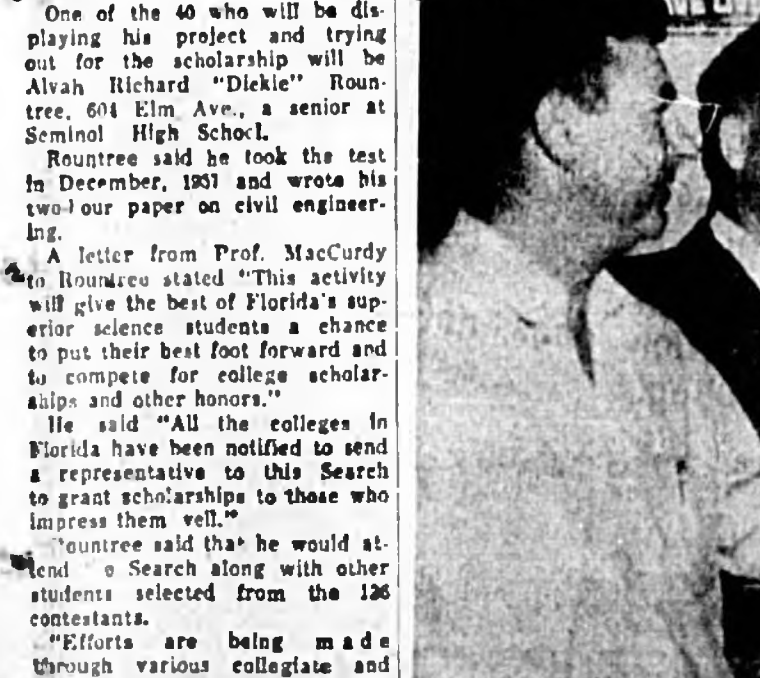 One of the 40 who will be dis-
playing his project and trying
out for the scholarship will be
Alvah Richard "Dickie" Roun-
tree, 604 Elm Ave., a senior at
Seminol High School.
Rountree said he took the test
in December, 1957 and wrote his
two-hour paper on civil engineer-
ing.
A letter from Prof. MacCurdy
to Rountree stated "This activity
will give the best of Florida's sup-
erior science students a chance
to put their best foot forward and
to compete for college scholar-
ships and other honors."
He said "All the colleges in
Florida have been notified to send
a representative to this Search
to grant scholarships to those who
impress them well."
Rountree said that he would at-
tend Search along with other
students selected from the 126
contestants.
"Efforts are being made
through various collegiate and